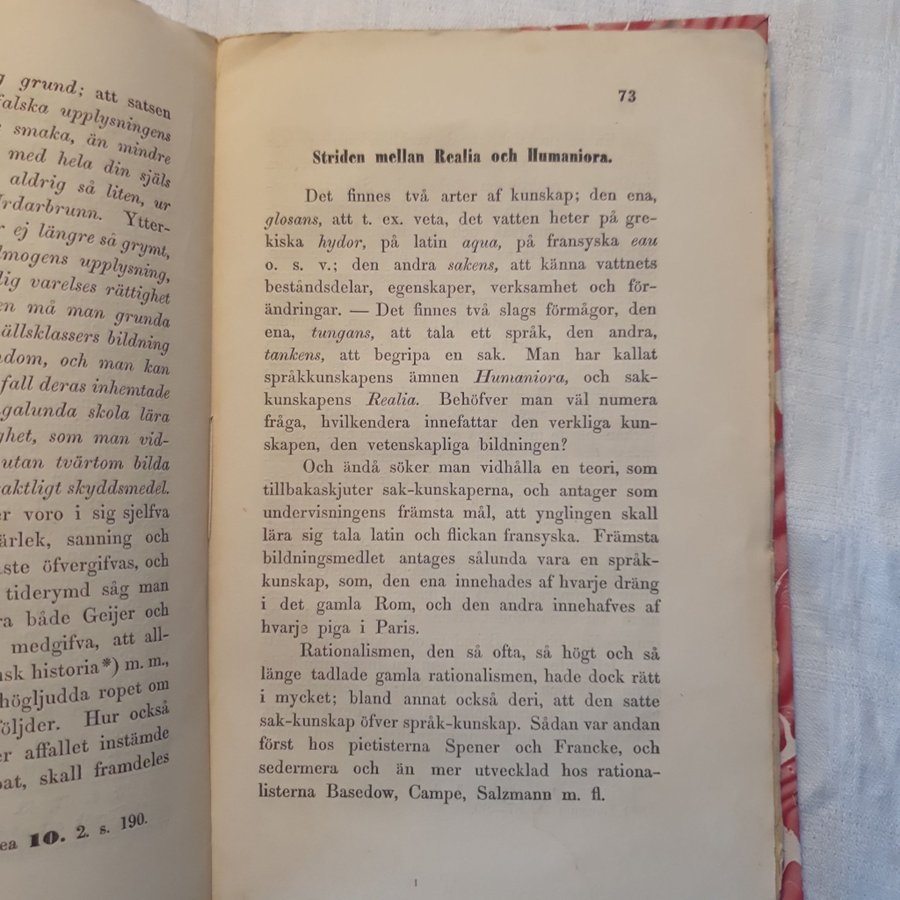 grund; att satsen
falska upplysningens
smaka, än mindre
med hela din själs
aldrig så liten, ur
Urdarbrunn. Ytter-
ej längre så grymt,
upplysning,
varelses rättighet
må man grunda
bildning
och man kan
fall deras inhemtade
skola lära
som man vid-
utan tvärtom bilda
skyddsmedel.
voro i sig sjelfva
sanning och
öfvergifvas, och
tiderymd såg man
både Geijer och
medgifva, att all-
historia*) m. m.,
högljudda ropet om
Hur också
affallet instämde
skall framdeles
10. 2. s. 190.
73
Striden mellan Realia och Humaniora.
Det finnes två arter af kunskap; den ena,
glosans, att t. ex. veta, det vatten heter på gre-
kiska hydor, på latin aqua, på fransyska eau
o. s. v.; den andra sakens, att känna vattnets
beståndsdelar, egenskaper, verksamhet och för-
ändringar. — Det finnes två slags förmågor, den
ena, tungans, att tala ett språk, den andra,
tankens, att begripa en sak. Man har kallat
språkkunskapens ämnen Humaniora, och sak-
kunskapens Realia. Behöfver man väl numera
fråga, hvilkendera innefattar den verkliga kun-
skapen, den vetenskapliga bildningen?
Och ändå söker man vidhålla en teori, som
tillbakaskjuter sak-kunskaperna, och antager som
undervisningens främsta mål, att ynglingen skall
lära sig tala latin och flickan fransyska. Främsta
bildningsmedlet antages sålunda vara en språk-
kunskap, som, den ena innehades af hvarje dräng
i det gamla Rom, och den andra innehafves af
hvarje piga i Paris.
Rationalismen, den så ofta, så högt och så
länge tadlade gamla rationalismen, hade dock rätt
i mycket; bland annat också deri, att den satte
sak-kunskap öfver språk-kunskap. Sådan var andan
först hos pietisterna Spener och Francke, och
sedermera och än mer utvecklad hos rationa-
listerna Basedow, Campe, Salzmann m. fl.